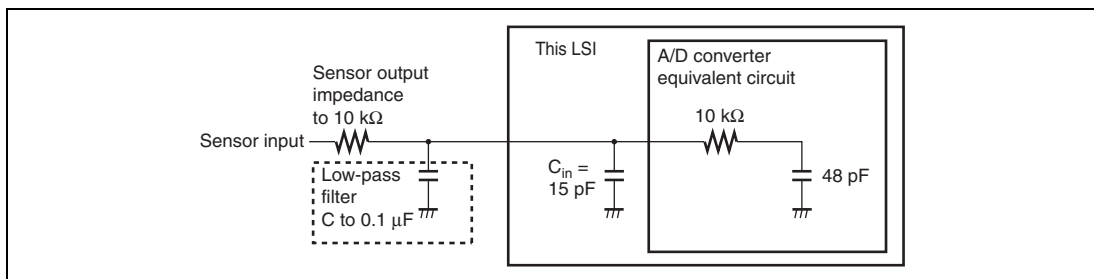 This LSI
A/D converter
equivalent circuit
Sensor output
impedance
to 10 kΩ
10 kΩ
Sensor input
Low-pass
filter
C to 0.1 μF
Cin =
15 pF
48 pF